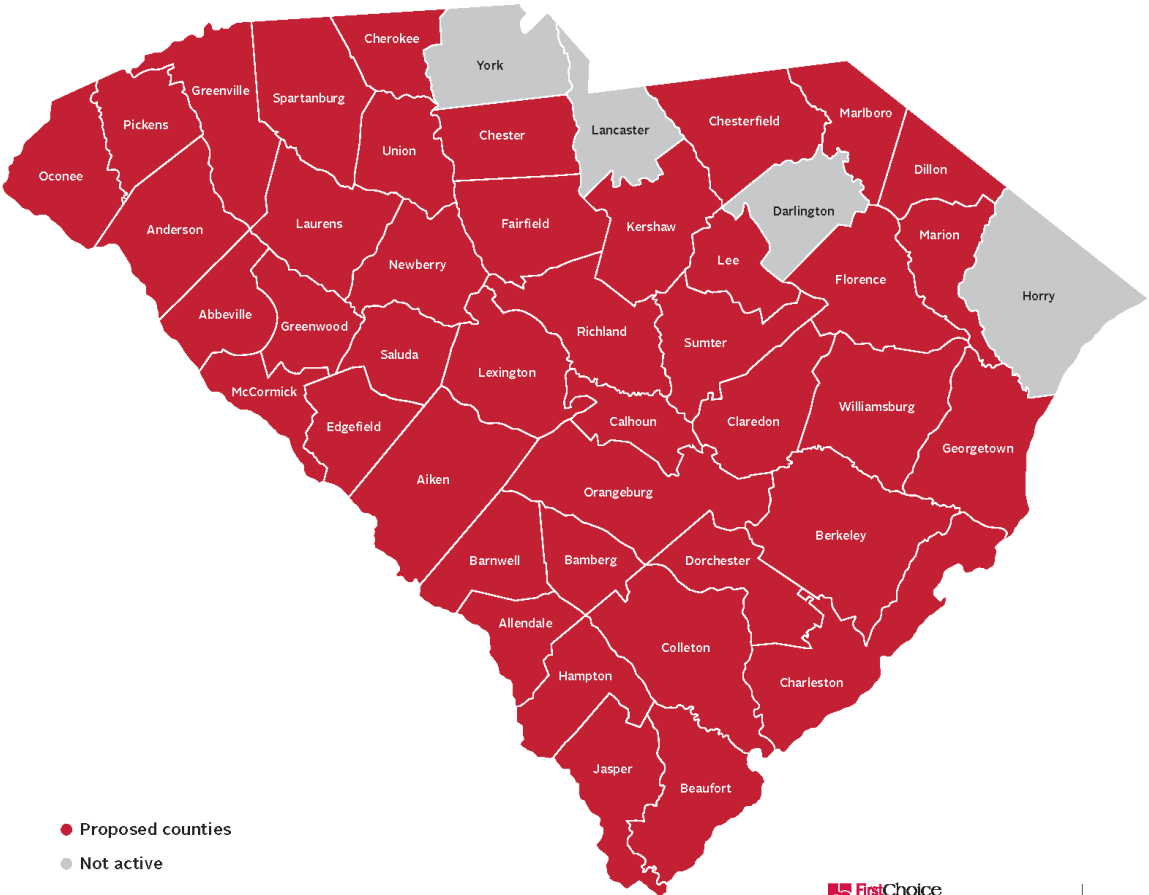 Cherokee
York
Greenville
Spartanburg
Pickens
Union
Chester
Lancaster
Chesterfield
Marlboro
Oconee
Dillon
Anderson
Laurens
Fairfield
Kershaw
Darlington
Marion
Newberry
Lee
Florence
Horry
Abbeville
Greenwood
Richland
Saluda
Lexington
Sumter
McCormick
Edgefield
Calhoun
Claredon
Williamsburg
Georgetown
Aiken
Orangeburg
Berkeley
Barnwell
Bamberg
Dorchester
Allendale
Colleton
Hampton
Charleston
Jasper
Beaufort
Proposed counties
Not active
FirstChoice